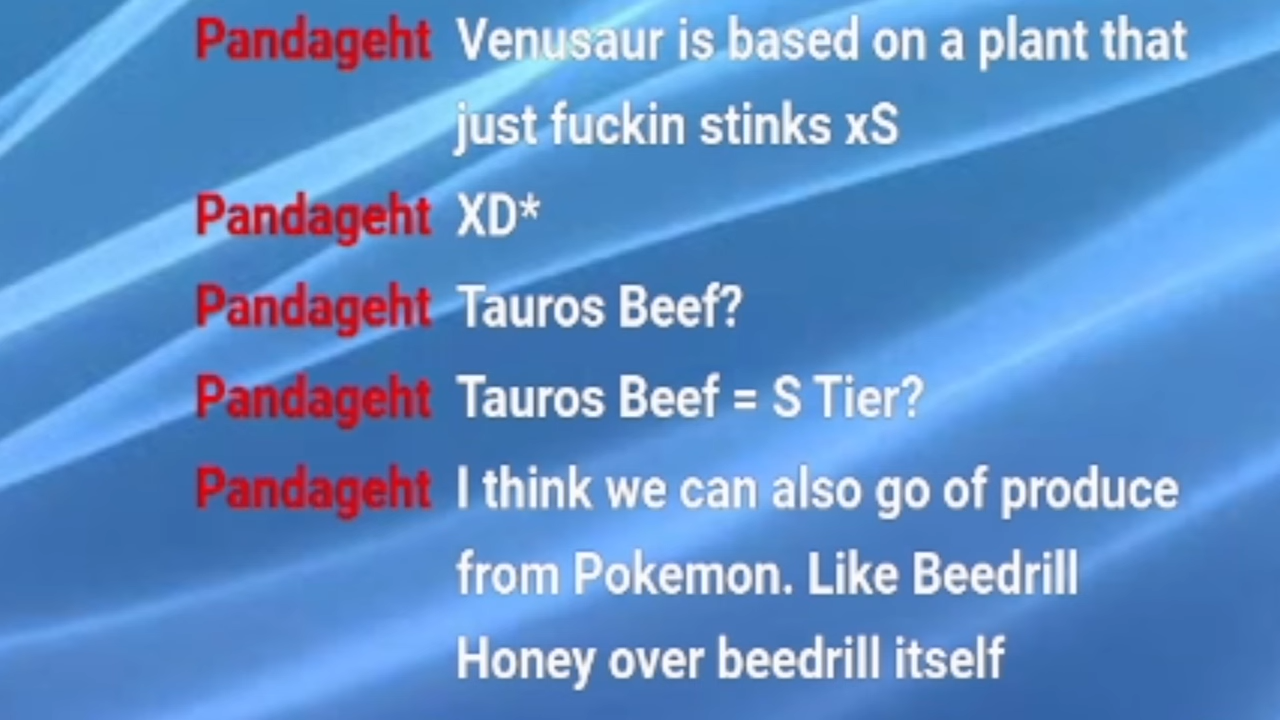 Pandageht Venusaur is based on a plant that
just fuckin stinks xS
Pandageht XD*
Pandageht Tauros Beef?
Pandageht Tauros Beef = S Tier?
Pandageht I think we can also go of produce
from Pokemon. Like Beedrill
Honey over beedrill itself